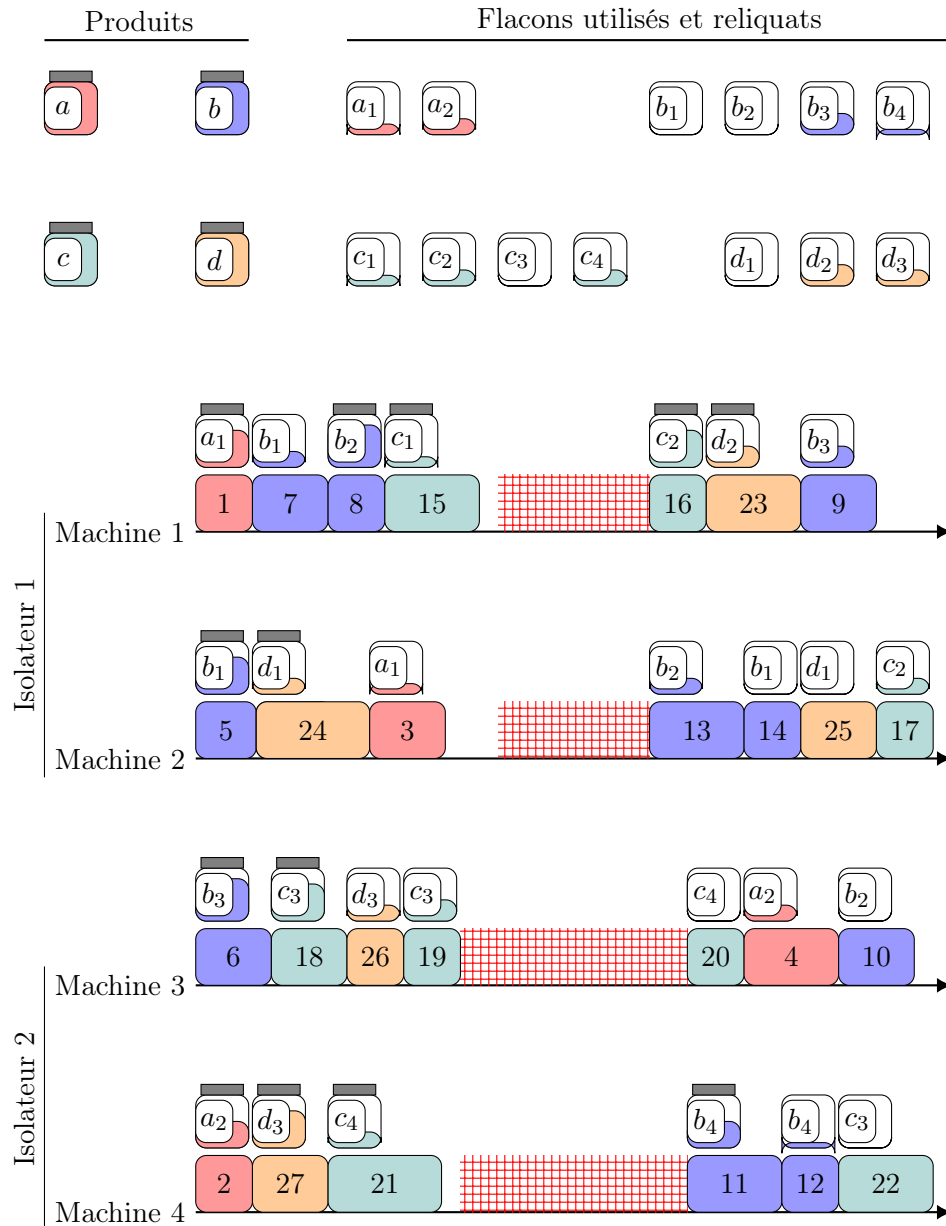 Produits Flacons utilisés et reliquats
a b a1 a2 b1 b2 b3 b4
c d c1 c2 c3 c4 d1 d2 d3
a1 b1 b2 c1 c2 d2 b3
1 7 8 15 16 23 9
Machine 1
Isolateur 1
b1 d1 a1 b2 b1 d1 c2
5 24 3 13 14 25 17
Machine 2
b3 c3 d3 c3 c4 a2 b2
6 18 26 19 20 4 10
Machine 3
Isolateur 2
a2 d3 c4 b4 b4 c3
2 27 21 11 12 22
Machine 4